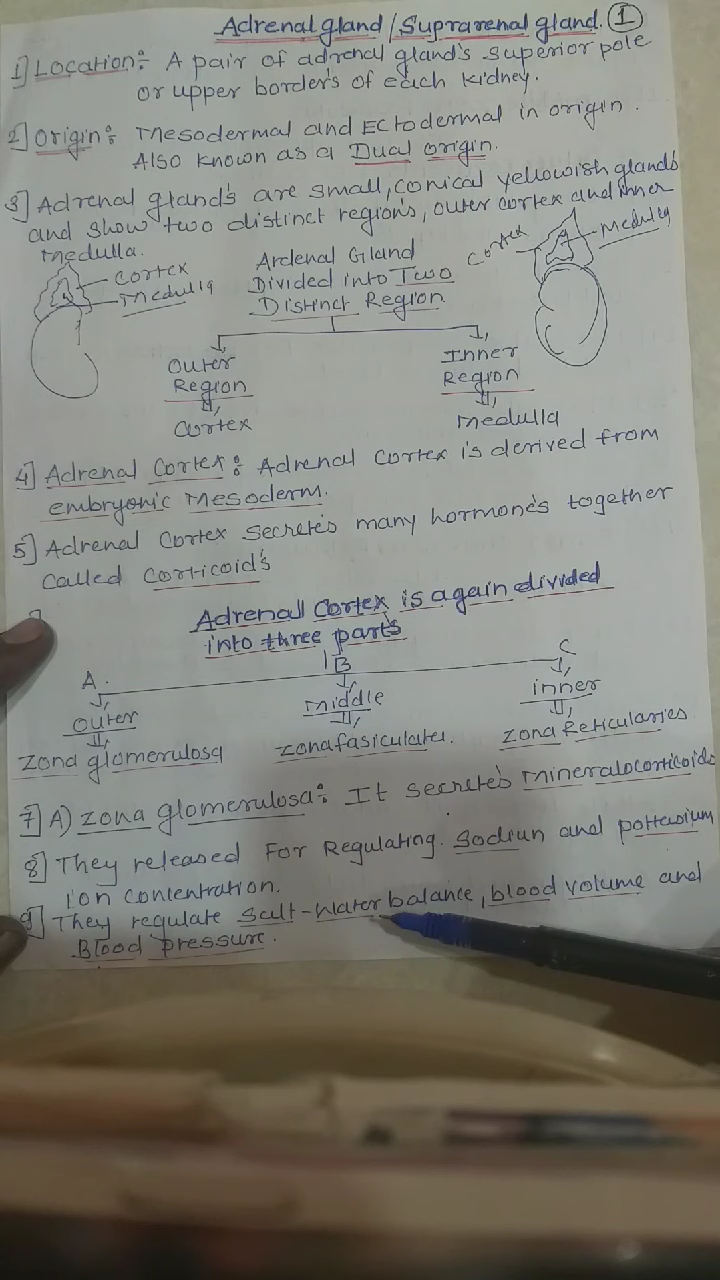 Adrenal gland / Suprarenal gland. 1
1] Location:- A pair of adrenal gland's superior pole
or upper border's of each kidney.
2] Origin:- Mesodermal and Ectodermal in origin.
Also known as a Dual origin.
3] Adrenal gland's are small, conical yellowish glands
and show two distinct region's, outer cortex and inner
medulla.
Cortex
Medulla
Ardenal Gland
Divided into Two
Distinct Region
Cortex
Medulla
Outer
Region
Cortex
Inner
Region
Medulla
4] Adrenal Cortex:- Adrenal Cortex is derived from
embryonic Mesoderm.
5] Adrenal Cortex secrete's many hormone's together
called Corticoid's
Adrenal Cortex is again divided
into three part's
A.
Outer
Zona glomerulosa
B
Middle
Zona fasiculates.
C
inner
Zona Reticularies
7] A) Zona glomerulosa:- It secrete's mineralocorticoids
8] They released For Regulating. Sodiun and pottasium
ion Concentration.
9] They regulate Salt-Water balance, blood volume and
Blood pressure.